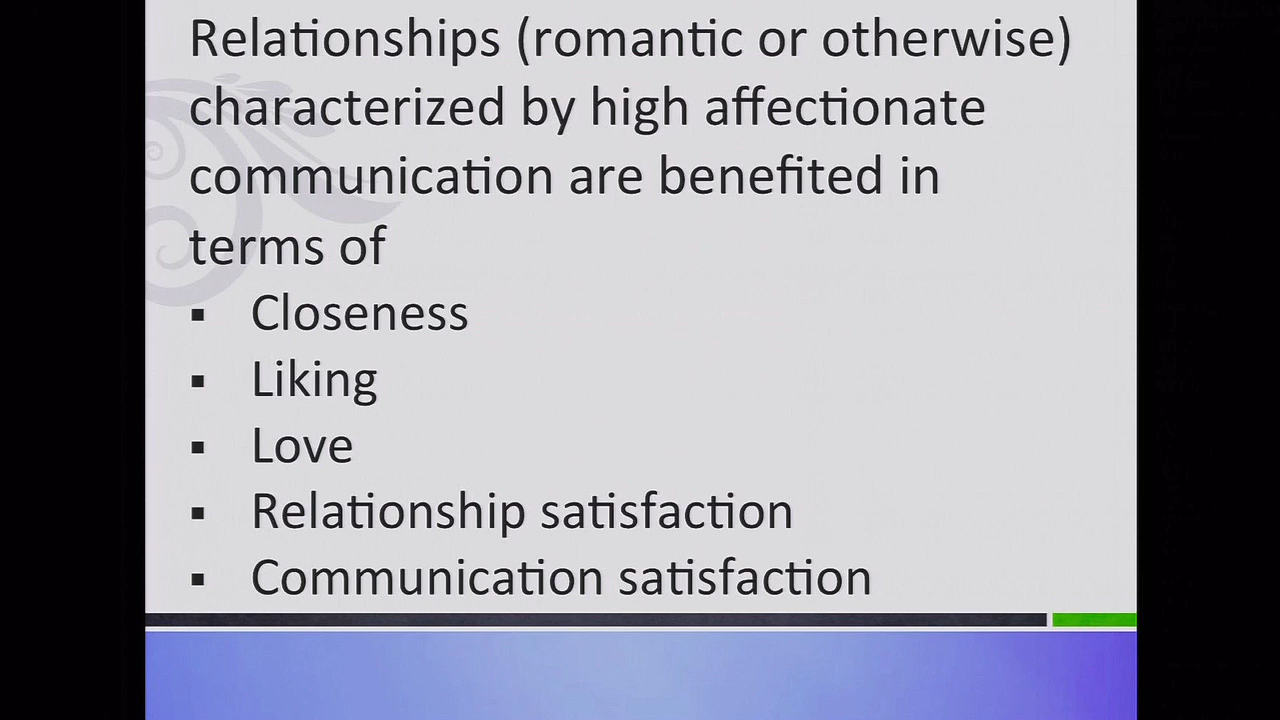 Relationships (romantic or otherwise)
characterized by high affectionate
communication are benefited in
terms of
▪ Closeness
▪ Liking
▪ Love
▪ Relationship satisfaction
▪ Communication satisfaction